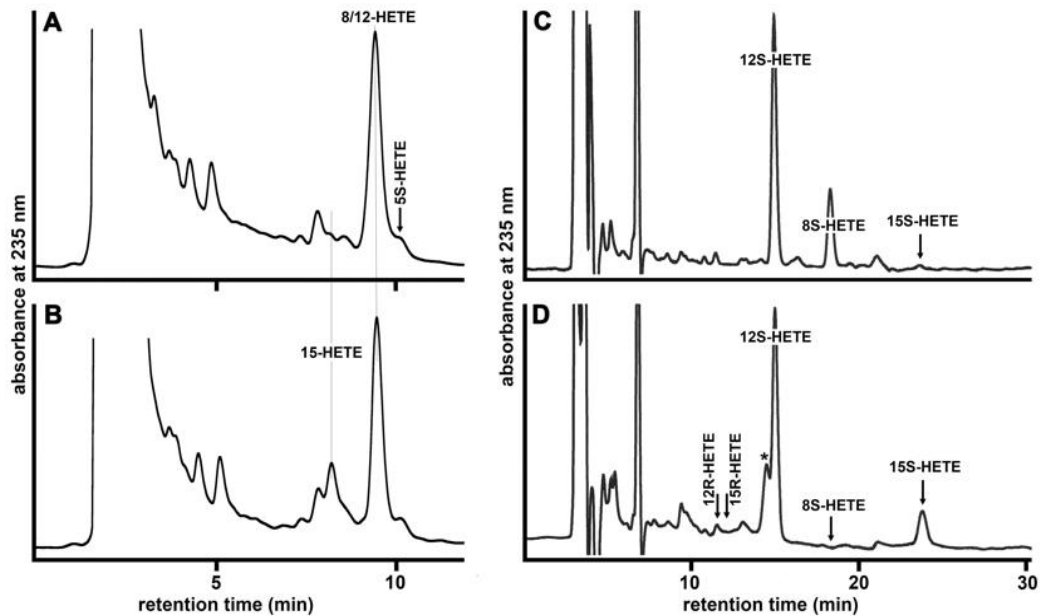 A
8/12-HETE
5S-HETE
B
15-HETE
absorbance at 235 nm
5
10
retention time (min)
C
12S-HETE
8S-HETE
15S-HETE
D
12S-HETE
12R-HETE
15R-HETE
*
8S-HETE
15S-HETE
absorbance at 235 nm
10
20
30
retention time (min)